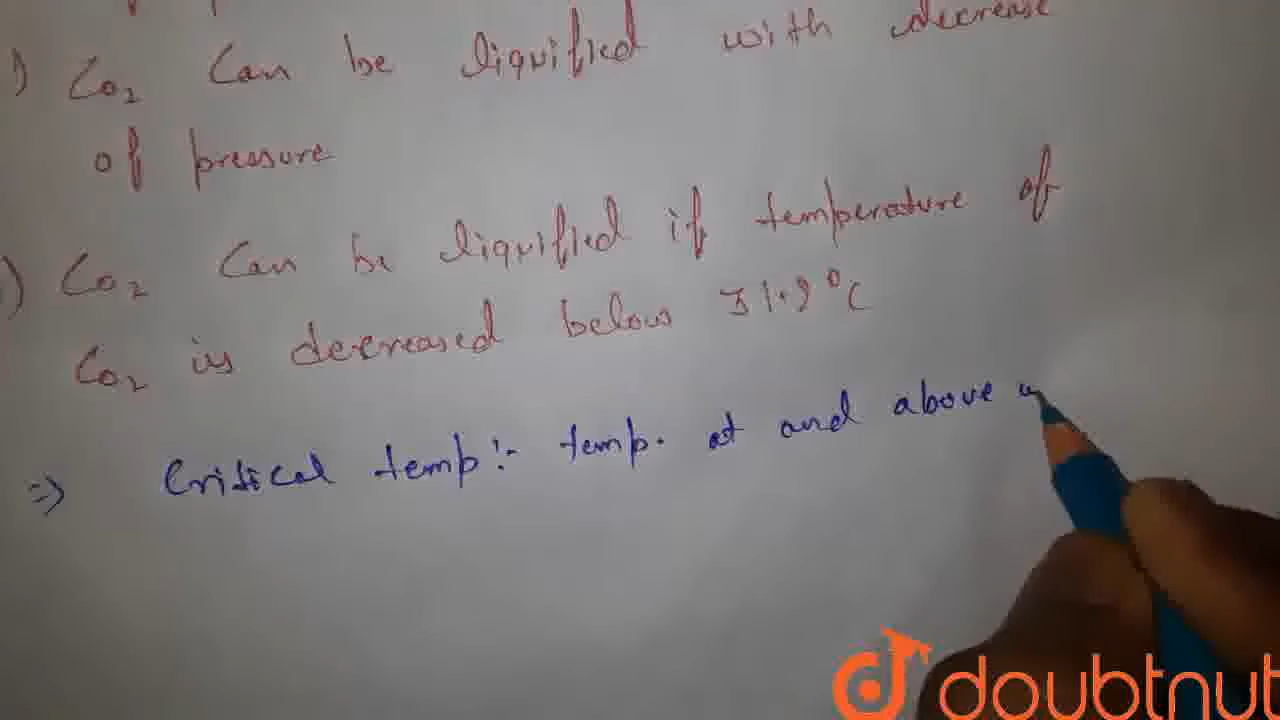 1) Co2 Can be liquified with decrease
of pressure
) Co2 Can be liquified if temperature of
Co2 is decreased below 31.9°C
=> Critical temp:- temp. at and above
doubtnut